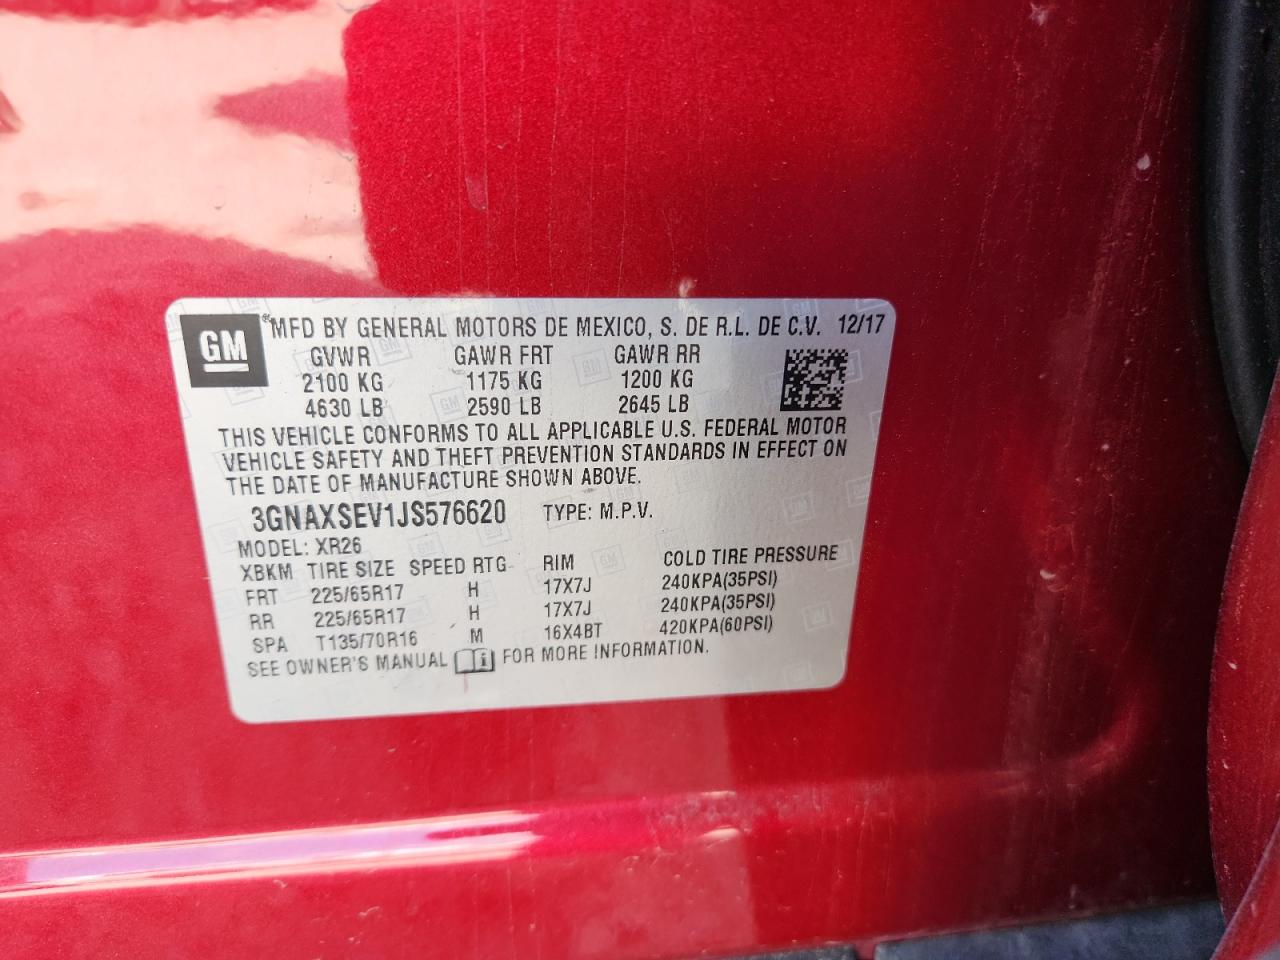 GM
®MFD BY GENERAL MOTORS DE MEXICO, S. DE R.L. DE C.V. 12/17
GVWR GAWR FRT GAWR RR
2100 KG 1175 KG 1200 KG
4630 LB 2590 LB 2645 LB
THIS VEHICLE CONFORMS TO ALL APPLICABLE U.S. FEDERAL MOTOR
VEHICLE SAFETY AND THEFT PREVENTION STANDARDS IN EFFECT ON
THE DATE OF MANUFACTURE SHOWN ABOVE.
3GNAXSEV1JS576620 TYPE: M.P.V.
MODEL: XR26
XBKM TIRE SIZE SPEED RTG RIM COLD TIRE PRESSURE
FRT 225/65R17 H 17X7J 240KPA(35PSI)
RR 225/65R17 H 17X7J 240KPA(35PSI)
SPA T135/70R16 M 16X4BT 420KPA(60PSI)
SEE OWNER'S MANUAL FOR MORE INFORMATION.